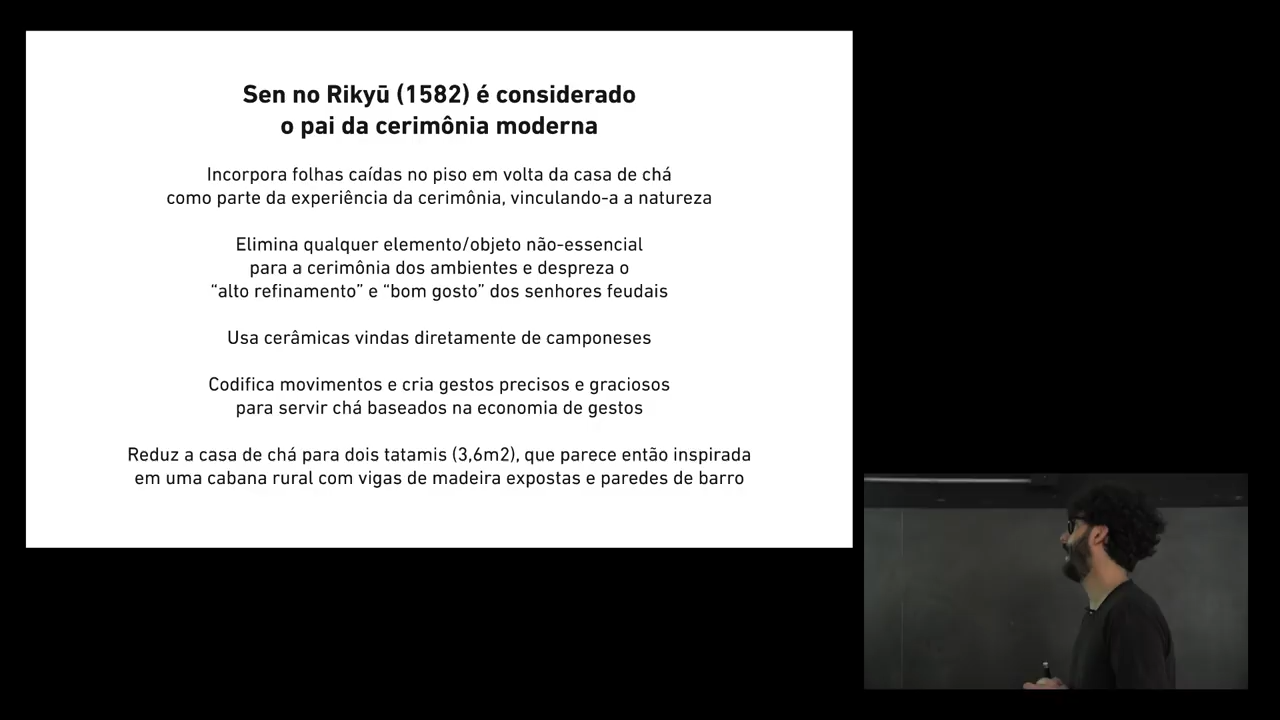 Sen no Rikyū (1582) é considerado
o pai da cerimônia moderna
Incorpora folhas caídas no piso em volta da casa de chá
como parte da experiência da cerimônia, vinculando-a a natureza
Elimina qualquer elemento/objeto não-essencial
para a cerimônia dos ambientes e despreza o
“alto refinamento” e “bom gosto” dos senhores feudais
Usa cerâmicas vindas diretamente de camponeses
Codifica movimentos e cria gestos precisos e graciosos
para servir chá baseados na economia de gestos
Reduz a casa de chá para dois tatamis (3,6m2), que parece então inspirada
em uma cabana rural com vigas de madeira expostas e paredes de barro